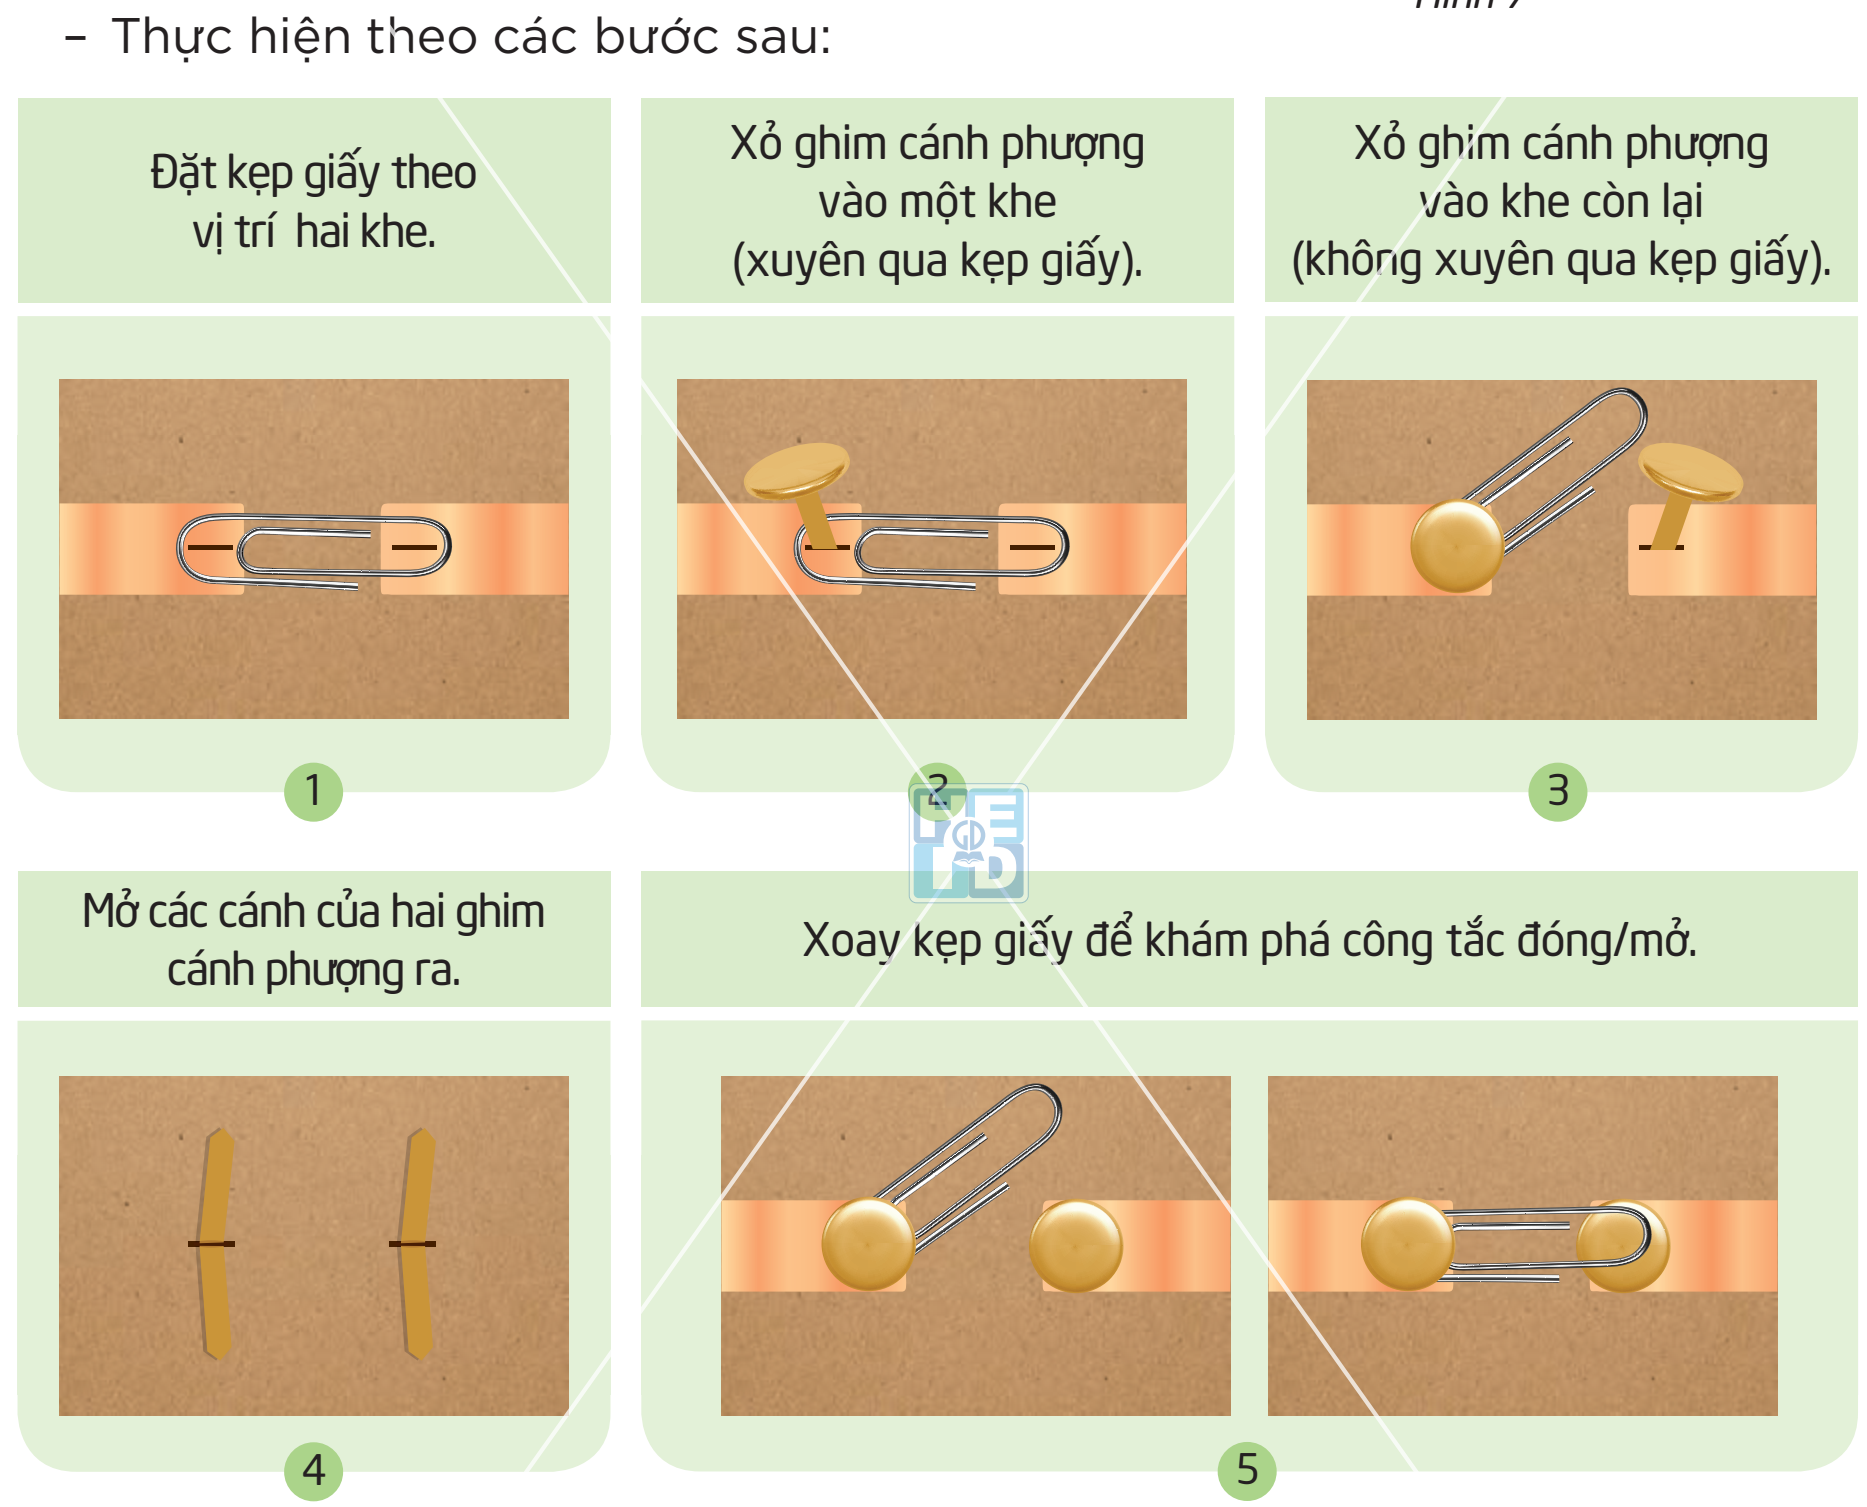 – Thực hiện theo các bước sau:
Đặt kẹp giấy theo
vị trí hai khe.
Xỏ ghim cánh phượng
vào một khe
(xuyên qua kẹp giấy).
Xỏ ghim cánh phượng
vào khe còn lại
(không xuyên qua kẹp giấy).
1
2
3
Mở các cánh của hai ghim
cánh phượng ra.
Xoay kẹp giấy để khám phá công tắc đóng/mở.
4
5